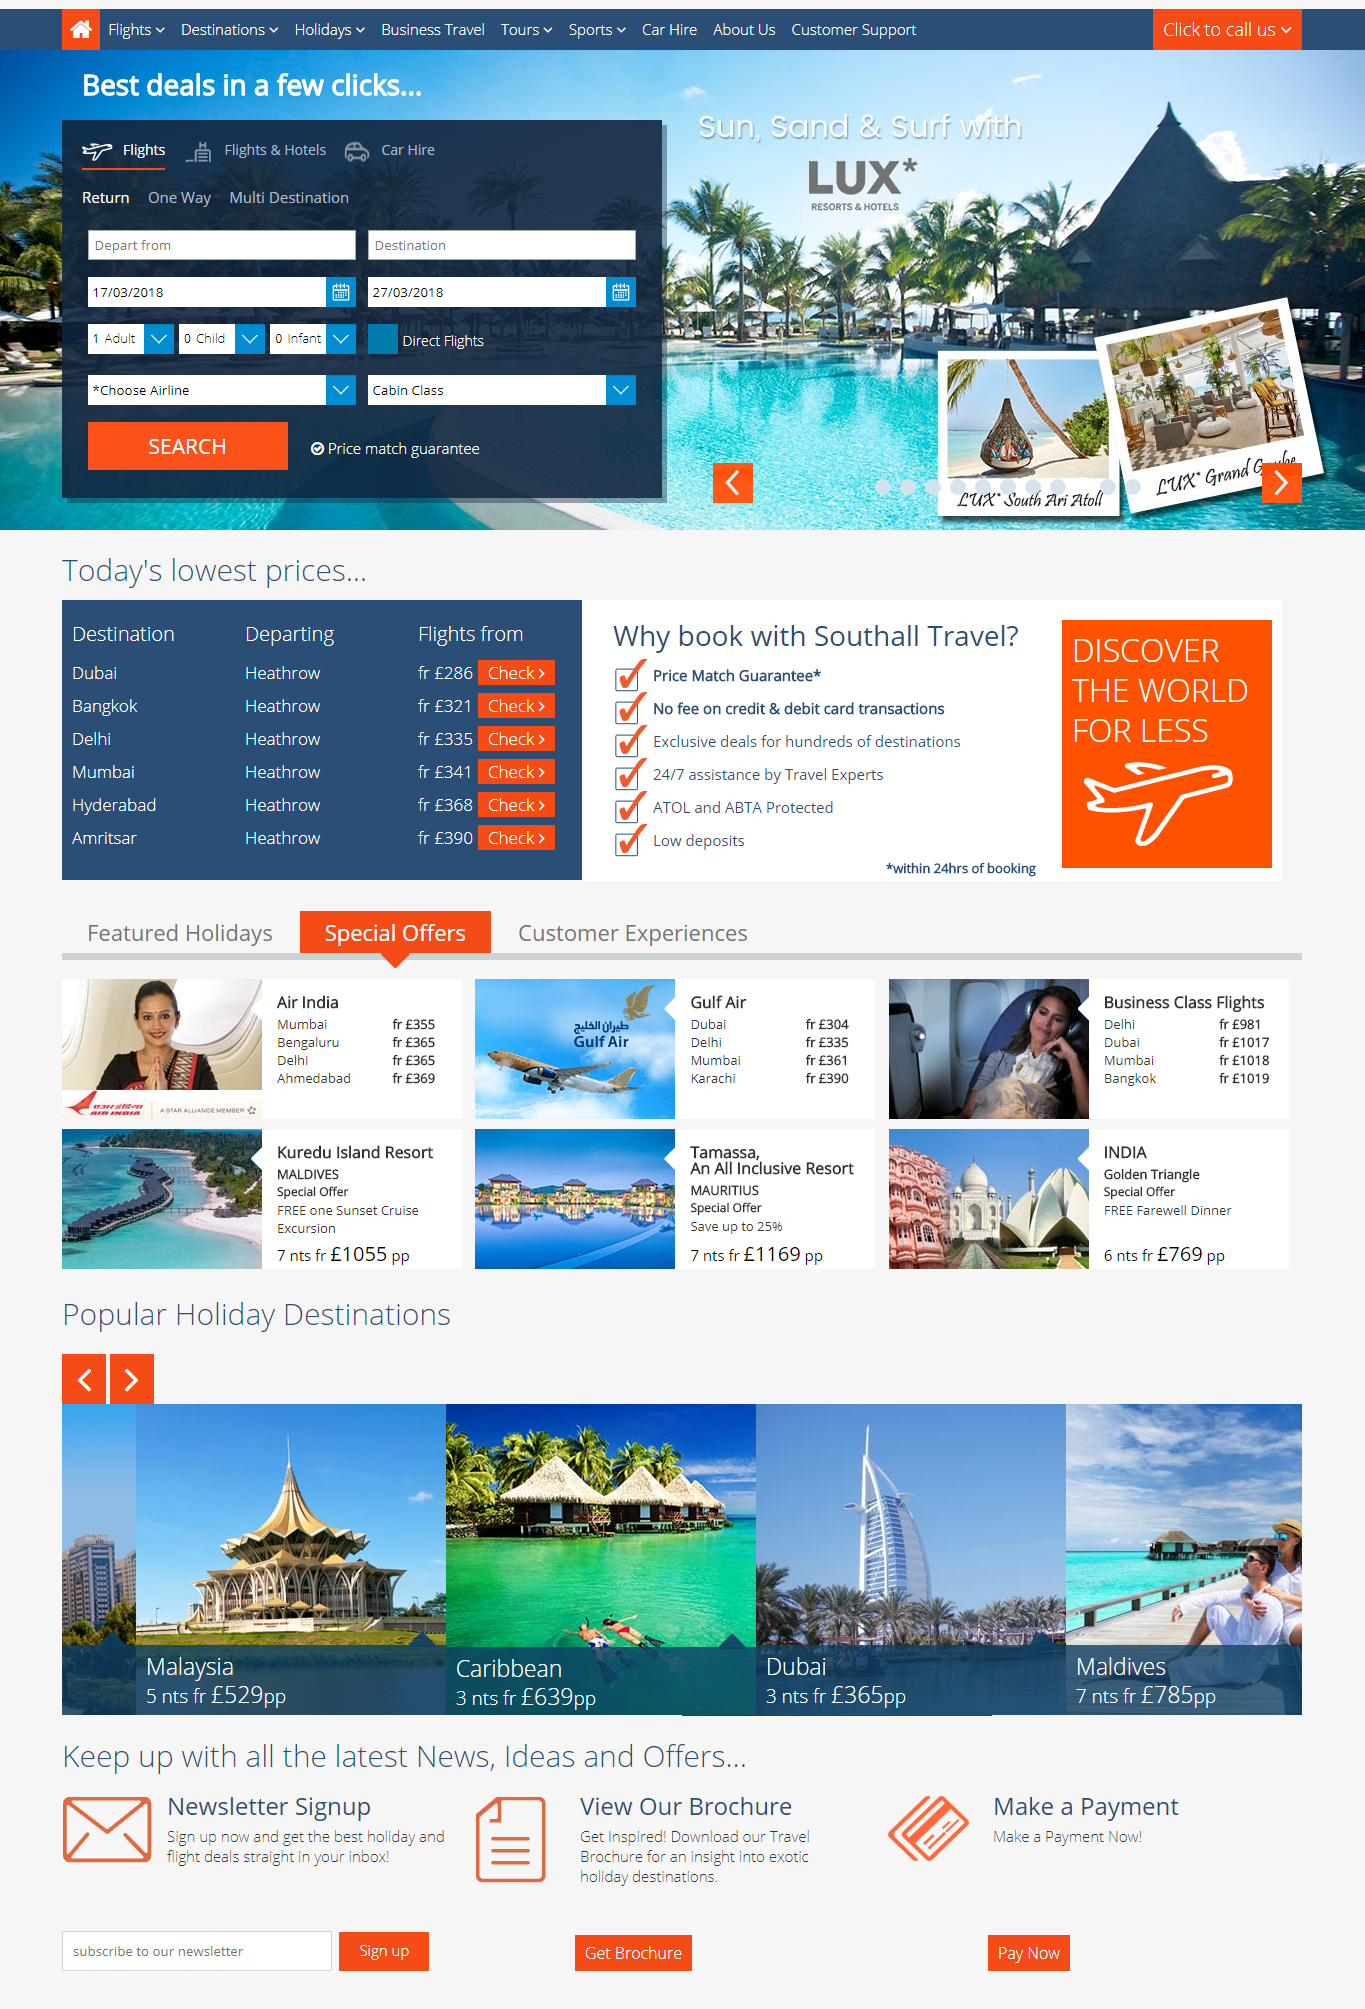 Flights Destinations Holidays Business Travel Tours Sports Car Hire About Us Customer Support Click to call us
Best deals in a few clicks...
Flights Flights & Hotels Car Hire
Return One Way Multi Destination
Depart from Destination
17/03/2018 27/03/2018
1 Adult 0 Child 0 Infant Direct Flights
*Choose Airline Cabin Class
SEARCH Price match guarantee
Sun, Sand & Surf with
LUX*
RESORTS & HOTELS
LUX* South Ari Atoll
LUX* Grand
Today's lowest prices...
Destination Departing Flights from
Dubai Heathrow fr £286 Check
Bangkok Heathrow fr £321 Check
Delhi Heathrow fr £335 Check
Mumbai Heathrow fr £341 Check
Hyderabad Heathrow fr £368 Check
Amritsar Heathrow fr £390 Check
Why book with Southall Travel?
Price Match Guarantee*
No fee on credit & debit card transactions
Exclusive deals for hundreds of destinations
24/7 assistance by Travel Experts
ATOL and ABTA Protected
Low deposits
*within 24hrs of booking
DISCOVER
THE WORLD
FOR LESS
Featured Holidays Special Offers Customer Experiences
एअर इंडिया
AIR INDIA
A STAR ALLIANCE MEMBER
Air India
Mumbai fr £355
Bengaluru fr £365
Delhi fr £365
Ahmedabad fr £369
طيران الخليج
Gulf Air
Gulf Air
Dubai fr £304
Delhi fr £335
Mumbai fr £361
Karachi fr £390
Business Class Flights
Delhi fr £981
Dubai fr £1017
Mumbai fr £1018
Bangkok fr £1019
Kuredu Island Resort
MALDIVES
Special Offer
FREE one Sunset Cruise
Excursion
7 nts fr £1055 pp
Tamassa,
An All Inclusive Resort
MAURITIUS
Special Offer
Save up to 25%
7 nts fr £1169 pp
INDIA
Golden Triangle
Special Offer
FREE Farewell Dinner
6 nts fr £769 pp
Popular Holiday Destinations
Malaysia
5 nts fr £529pp
Caribbean
3 nts fr £639pp
Dubai
3 nts fr £365pp
Maldives
7 nts fr £785pp
Keep up with all the latest News, Ideas and Offers...
Newsletter Signup
Sign up now and get the best holiday and
flight deals straight in your inbox!
subscribe to our newsletter Sign up
View Our Brochure
Get Inspired! Download our Travel
Brochure for an insight into exotic
holiday destinations.
Get Brochure
Make a Payment
Make a Payment Now!
Pay Now